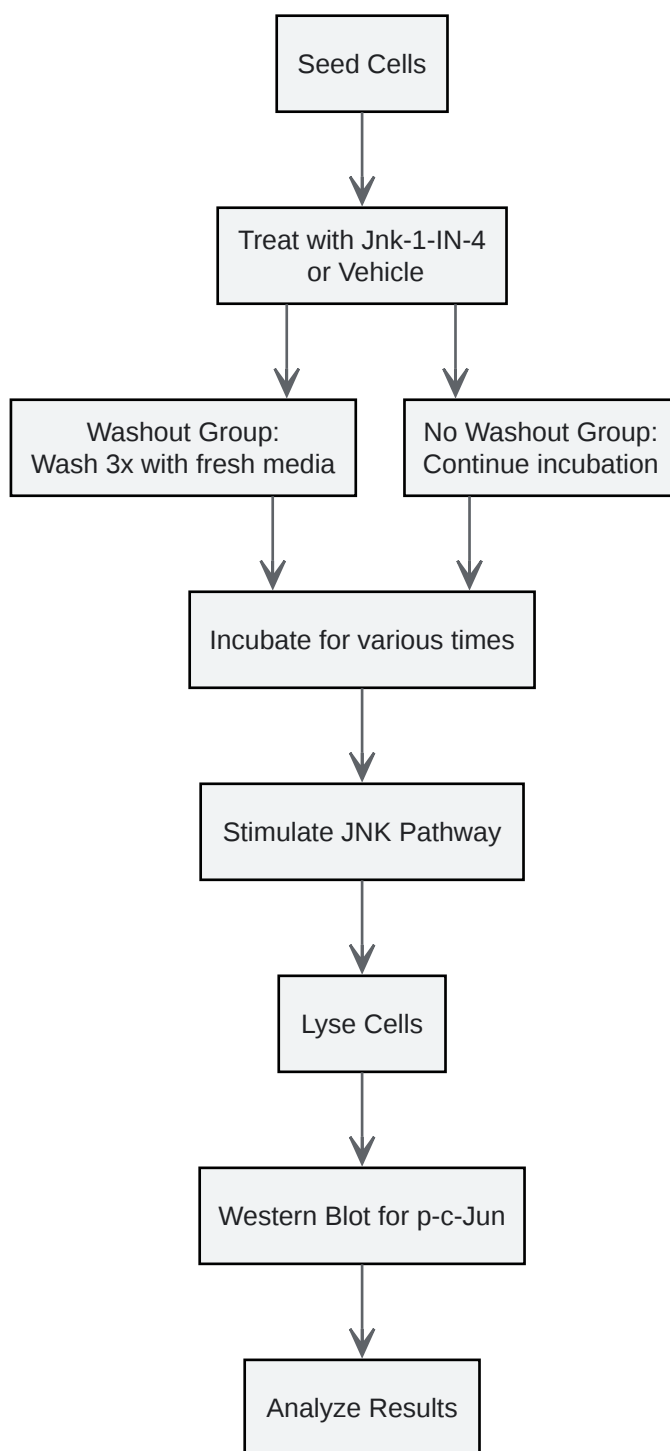 Seed Cells
Treat with Jnk-1-IN-4
or Vehicle
Washout Group:
Wash 3x with fresh media
No Washout Group:
Continue incubation
Incubate for various times
Stimulate JNK Pathway
Lyse Cells
Western Blot for p-c-Jun
Analyze Results